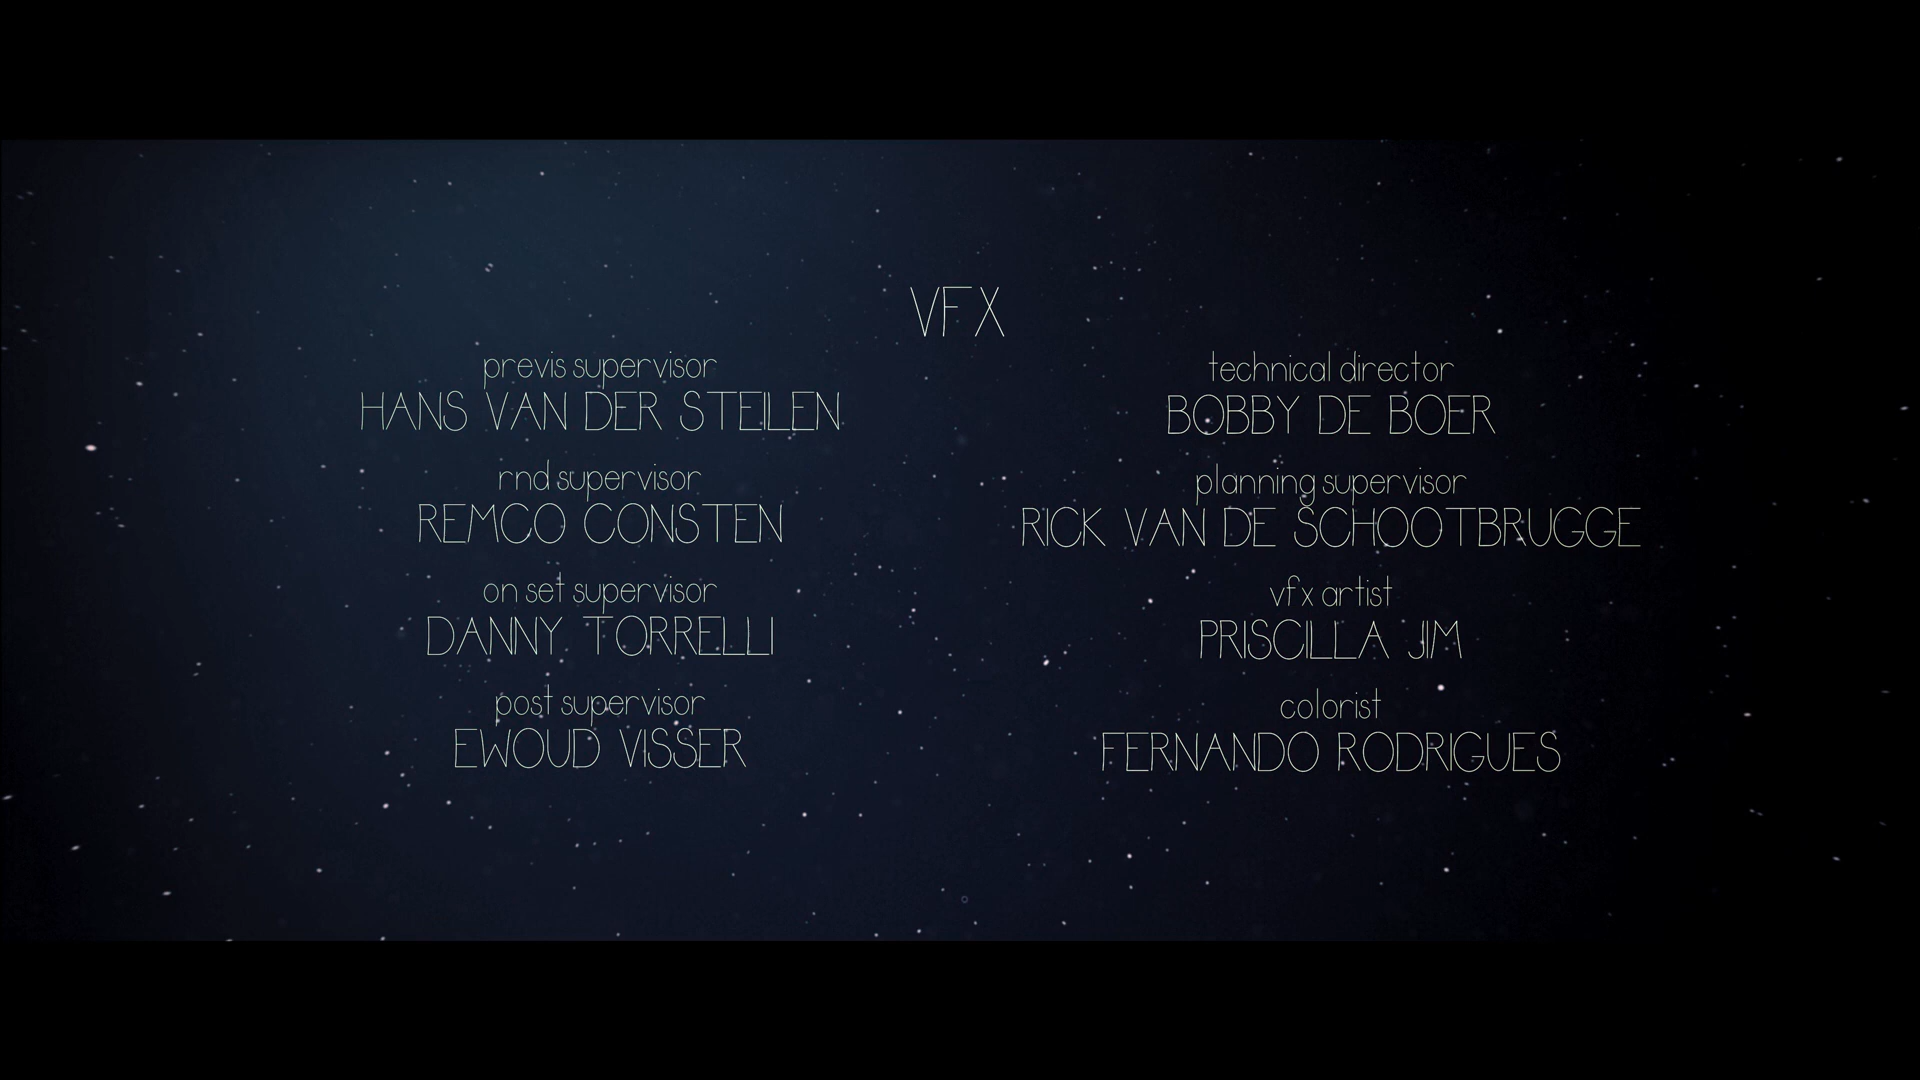 VFX
previs supervisor
HANS VAN DER STEILEN
rnd supervisor
REMCO CONSTEN
on set supervisor
DANNY TORRELLI
post supervisor
EWOUD VISSER
technical director
BOBBY DE BOER
planning supervisor
RICK VAN DE SCHOOTBRUGGE
vfx artist
PRISCILLA JIM
colorist
FERNANDO RODRIGUES